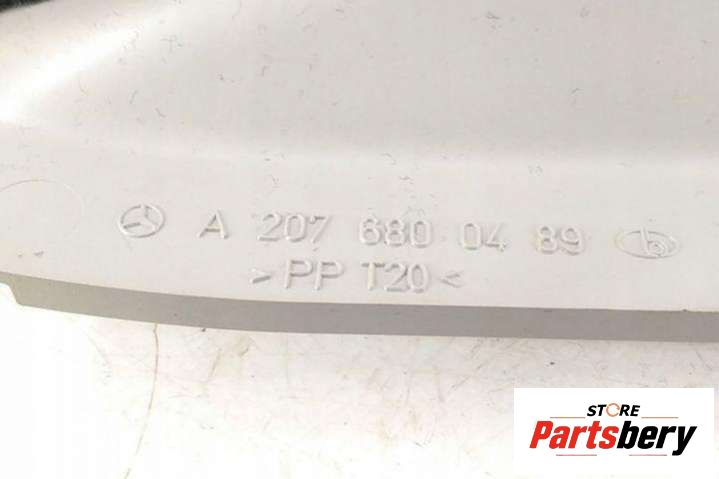 A 207 680 04 89
>PP T20<
STORE
Partsbery